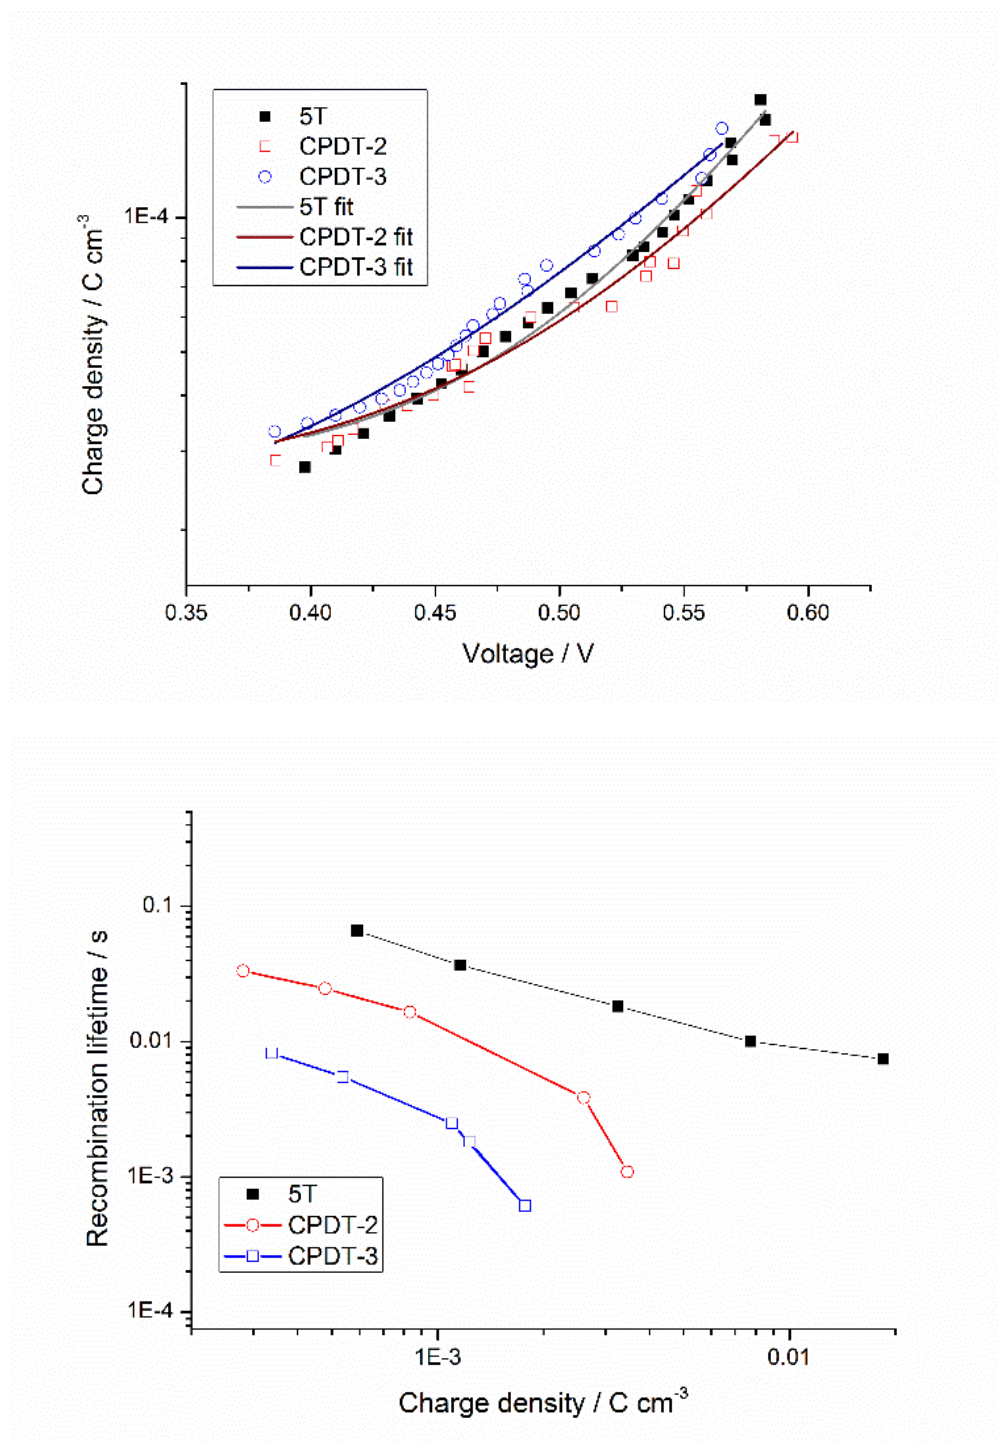 5T
CPDT-2
CPDT-3
5T fit
CPDT-2 fit
CPDT-3 fit
1E-4
Charge density / C cm-3
0.35 0.40 0.45 0.50 0.55 0.60
Voltage / V
0.1
0.01
1E-3
1E-4
Recombination lifetime / s
5T
CPDT-2
CPDT-3
1E-3 0.01
Charge density / C cm-3